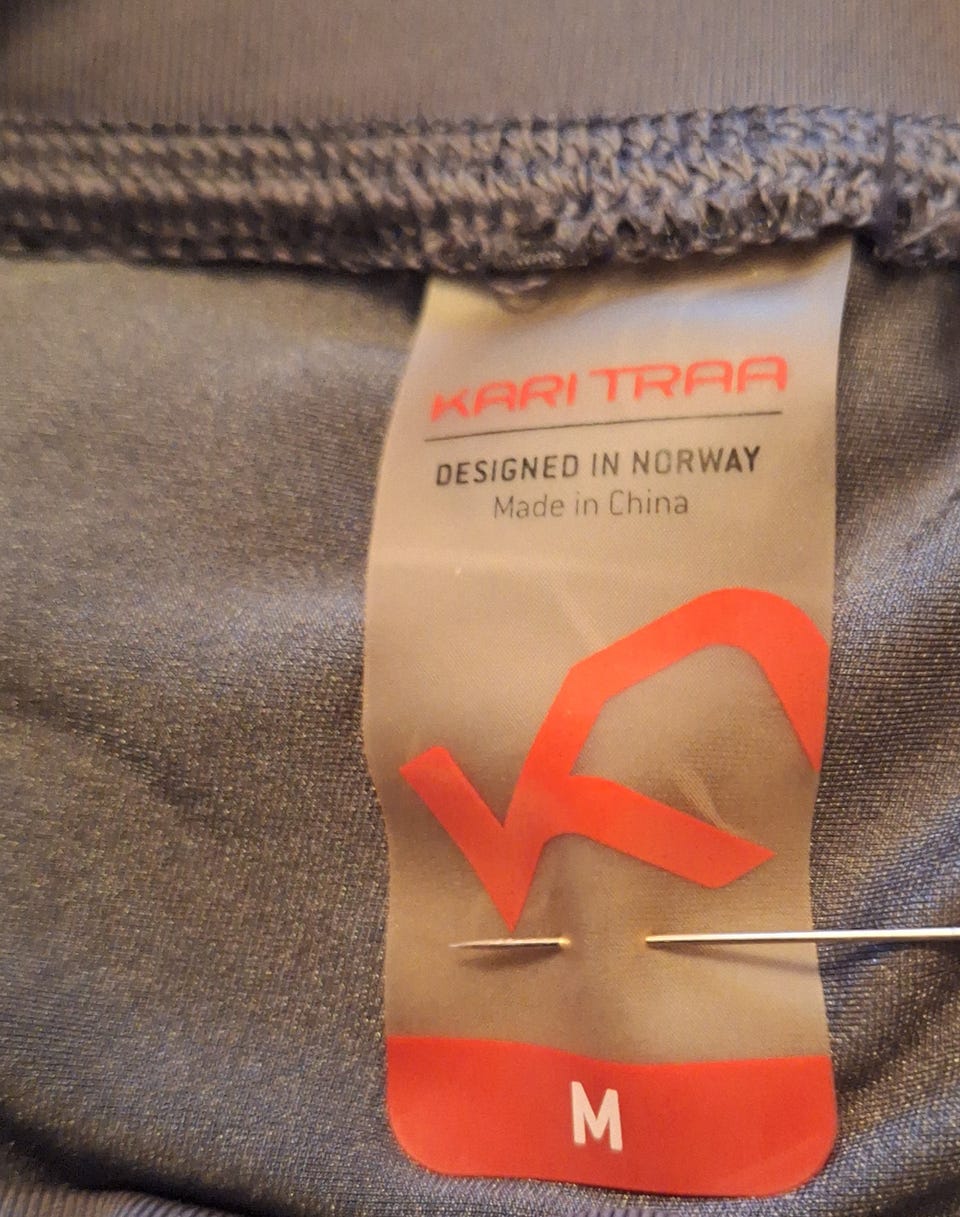 KARI TRAA
DESIGNED IN NORWAY
Made in China
M